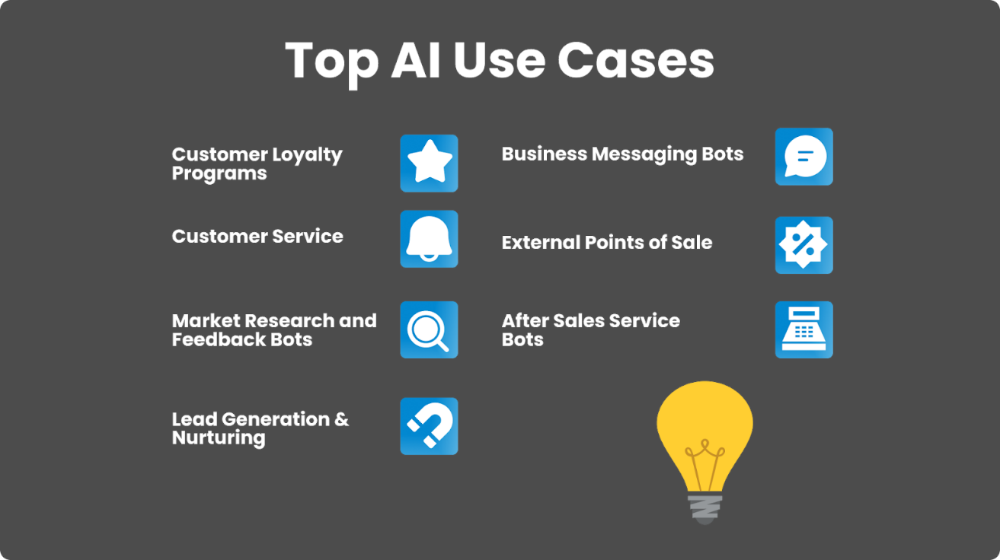 Top AI Use Cases
Customer Loyalty
Programs
Customer Service
Market Research and
Feedback Bots
Lead Generation &
Nurturing
Business Messaging Bots
External Points of Sale
After Sales Service
Bots